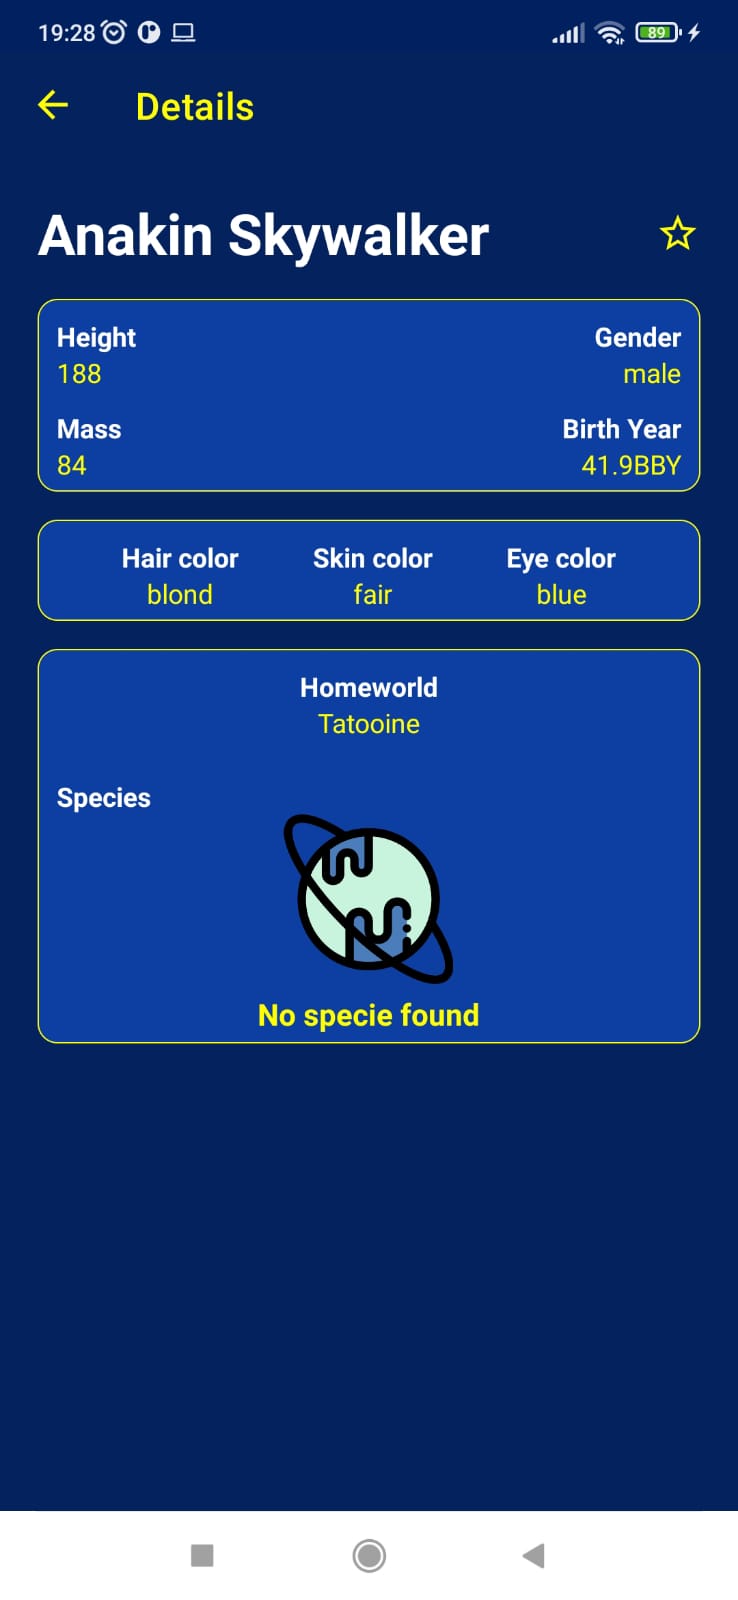 19:28
89
Details
Anakin Skywalker
Height Gender
188 male
Mass Birth Year
84 41.9BBY
Hair color Skin color Eye color
blond fair blue
Homeworld
Tatooine
Species
No specie found